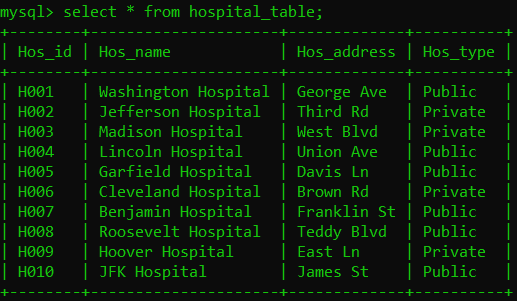 mysql> select * from hospital_table;
+--------+---------------------+-------------+----------+
| Hos_id | Hos_name            | Hos_address | Hos_type |
+--------+---------------------+-------------+----------+
| H001   | Washington Hospital | George Ave  | Public   |
| H002   | Jefferson Hospital  | Third Rd    | Private  |
| H003   | Madison Hospital    | West Blvd   | Private  |
| H004   | Lincoln Hospital    | Union Ave   | Public   |
| H005   | Garfield Hospital   | Davis Ln    | Public   |
| H006   | Cleveland Hospital  | Brown Rd    | Private  |
| H007   | Benjamin Hospital   | Franklin St | Public   |
| H008   | Roosevelt Hospital  | Teddy Blvd  | Public   |
| H009   | Hoover Hospital     | East Ln     | Private  |
| H010   | JFK Hospital        | James St    | Public   |
+--------+---------------------+-------------+----------+